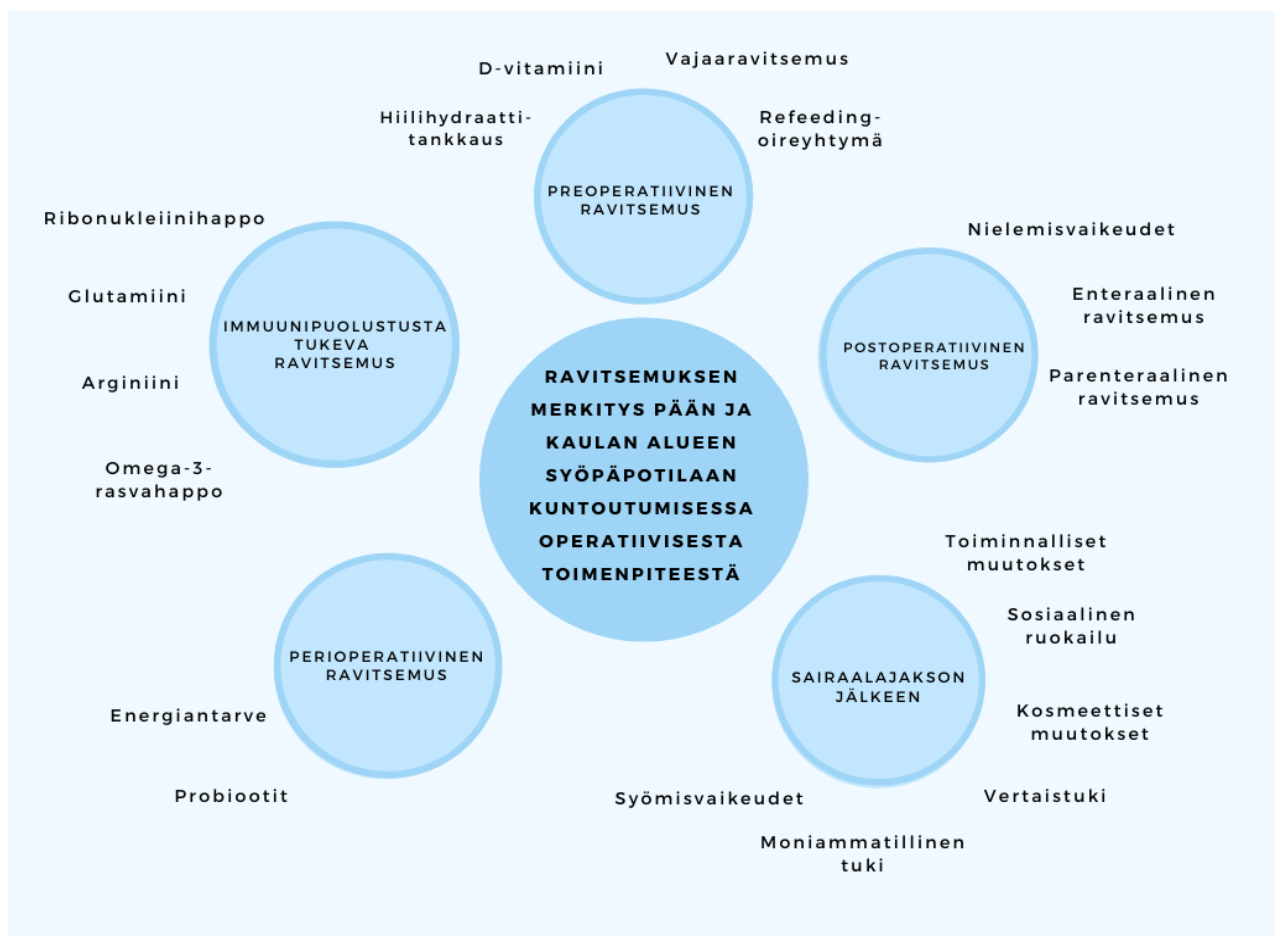 D-vitamiini
Vajaaravitsemus
Hiilihydraatti-
tankkaus
Refeeding-
oireyhtymä
PREOPERATIIVINEN
RAVITSEMUS
Ribonukleiinihappo
Glutamiini
Arginiini
Omega-3-
rasvahappo
IMMUUNIPUOLUSTUSTA
TUKEVA
RAVITSEMUS
Nielemisvaikeudet
Enteraalinen
ravitsemus
Parenteraalinen
ravitsemus
POSTOPERATIIVINEN
RAVITSEMUS
RAVITSEMUKSEN
MERKITYS PÄÄN JA
KAULAN ALUEEN
SYÖPÄPOTILAAN
KUNTOUTUMISESSA
OPERATIIVISESTA
TOIMENPITEESTÄ
PERIOPERATIIVINEN
RAVITSEMUS
Energiantarve
Probiootit
SAIRAALAJAKSON
JÄLKEEN
Toiminnalliset
muutokset
Sosiaalinen
ruokailu
Kosmeettiset
muutokset
Vertaistuki
Syömisvaikeudet
Moniammatillinen
tuki